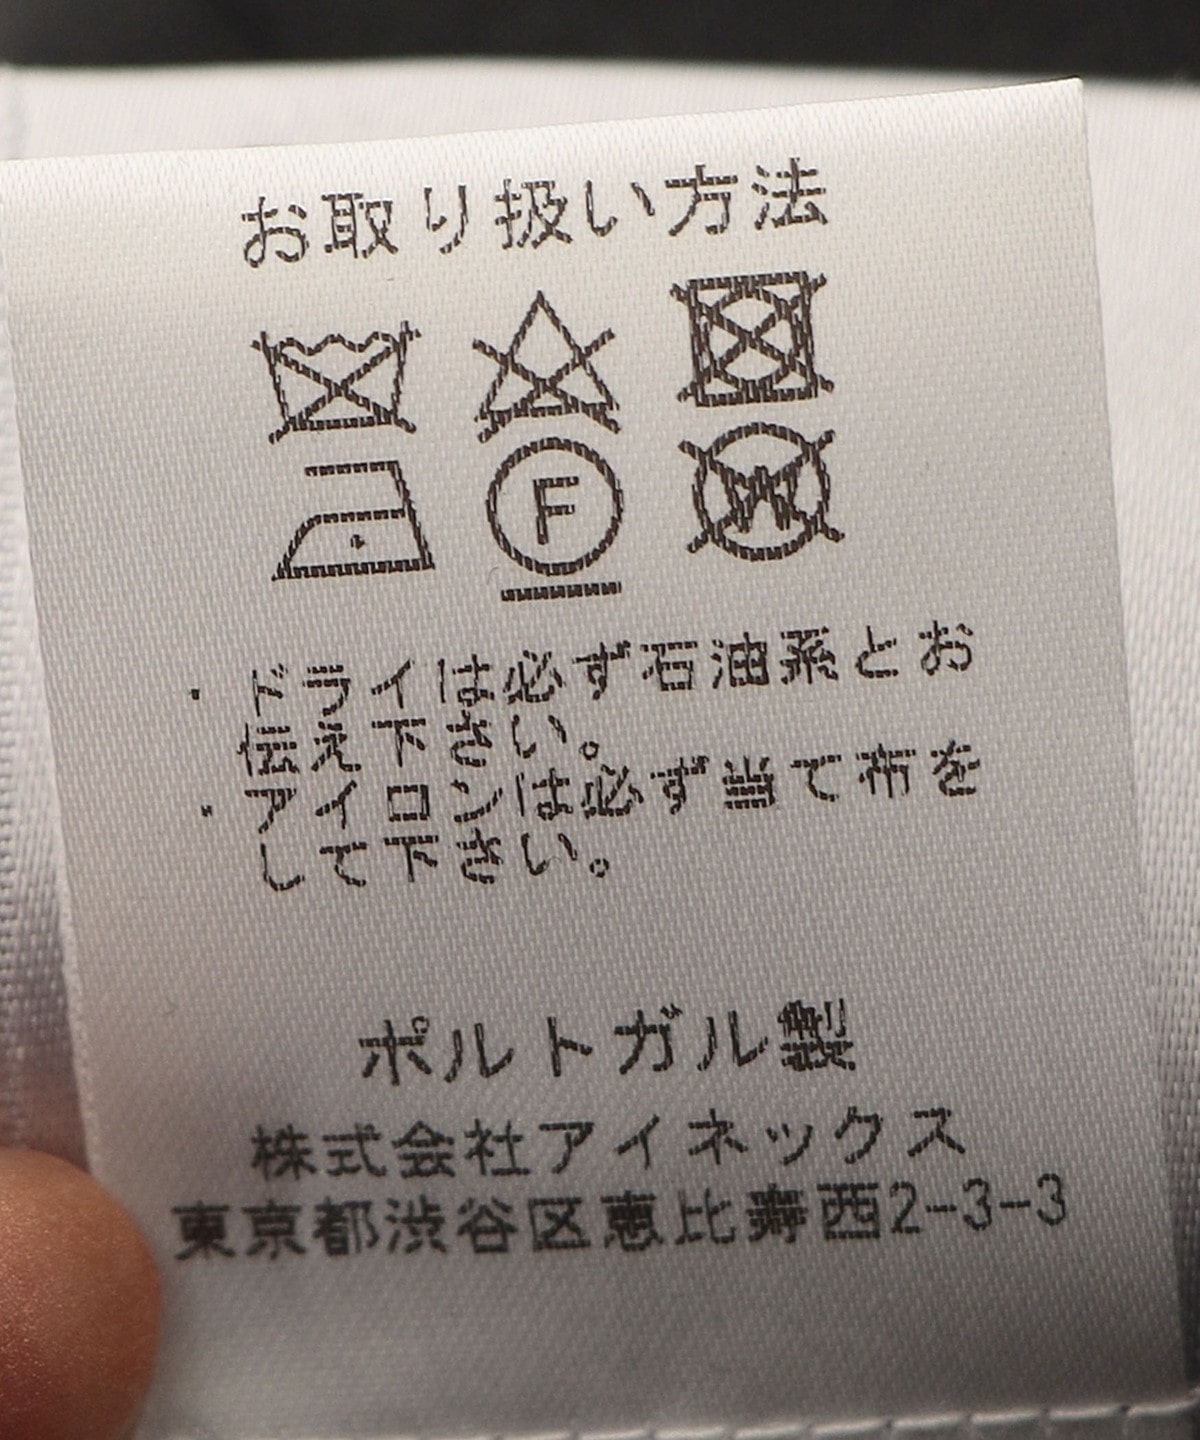 お取り扱い方法
F W
・ドライは必ず石油系とお
伝え下さい。
・アイロンは必ず当て布を
して下さい。
ポルトガル製
株式会社アイネックス
東京都渋谷区恵比寿西2-3-3